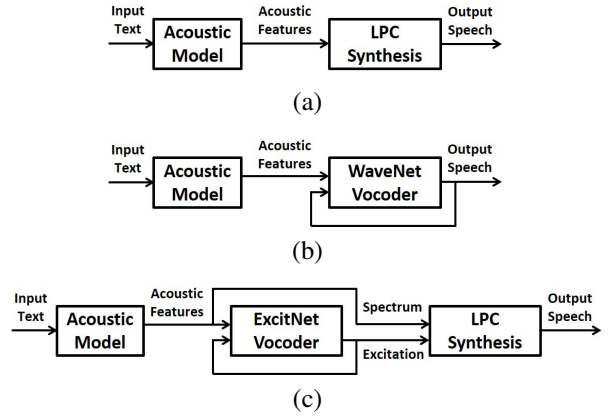 Input
Text
Acoustic
Model
Acoustic
Features
LPC
Synthesis
Output
Speech
(a)
Input
Text
Acoustic
Model
Acoustic
Features
WaveNet
Vocoder
Output
Speech
(b)
Input
Text
Acoustic
Model
Acoustic
Features
ExcitNet
Vocoder
Spectrum
Excitation
LPC
Synthesis
Output
Speech
(c)